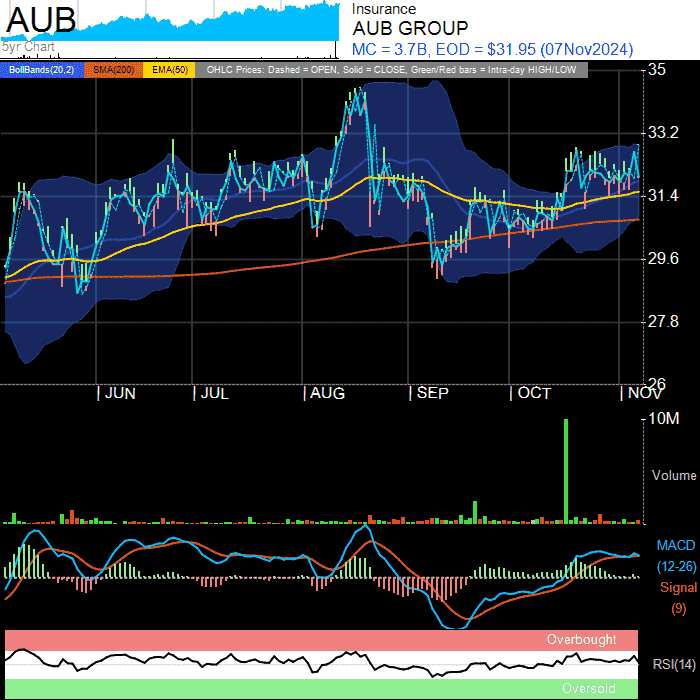 AUB
5yr Chart
Insurance
AUB GROUP
MC = 3.7B, EOD = $31.95 (07Nov2024)
BollBands(20,2) SMA(200) EMA(50) OHLC Prices: Dashed = OPEN, Solid = CLOSE, Green/Red bars = Intra-day HIGH/LOW
35
33.2
31.4
29.6
27.8
26
JUN JUL AUG SEP OCT NOV
10M
Volume
MACD
(12-26)
Signal
(9)
Overbought
RSI(14)
Oversold